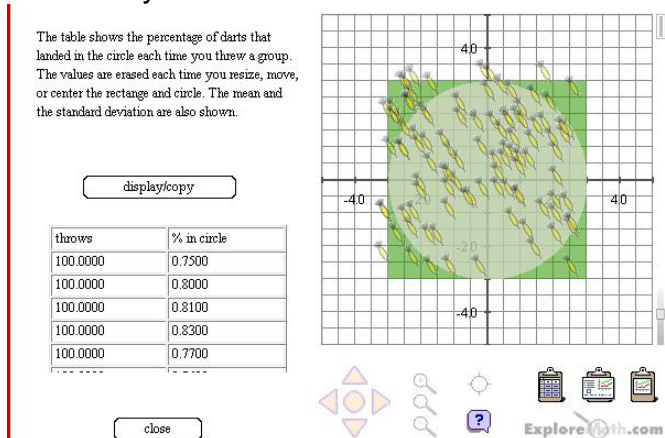 The table shows the percentage of darts that
landed in the circle each time you threw a group.
The values are erased each time you resize, move,
or center the rectange and circle. The mean and
the standard deviation are also shown.
display/copy
throws % in circle
100.0000 0.7500
100.0000 0.8000
100.0000 0.8100
100.0000 0.8300
100.0000 0.7700
close
4.0
-4.0
4.0
-2.0
-4.0
?
ExploreMath.com